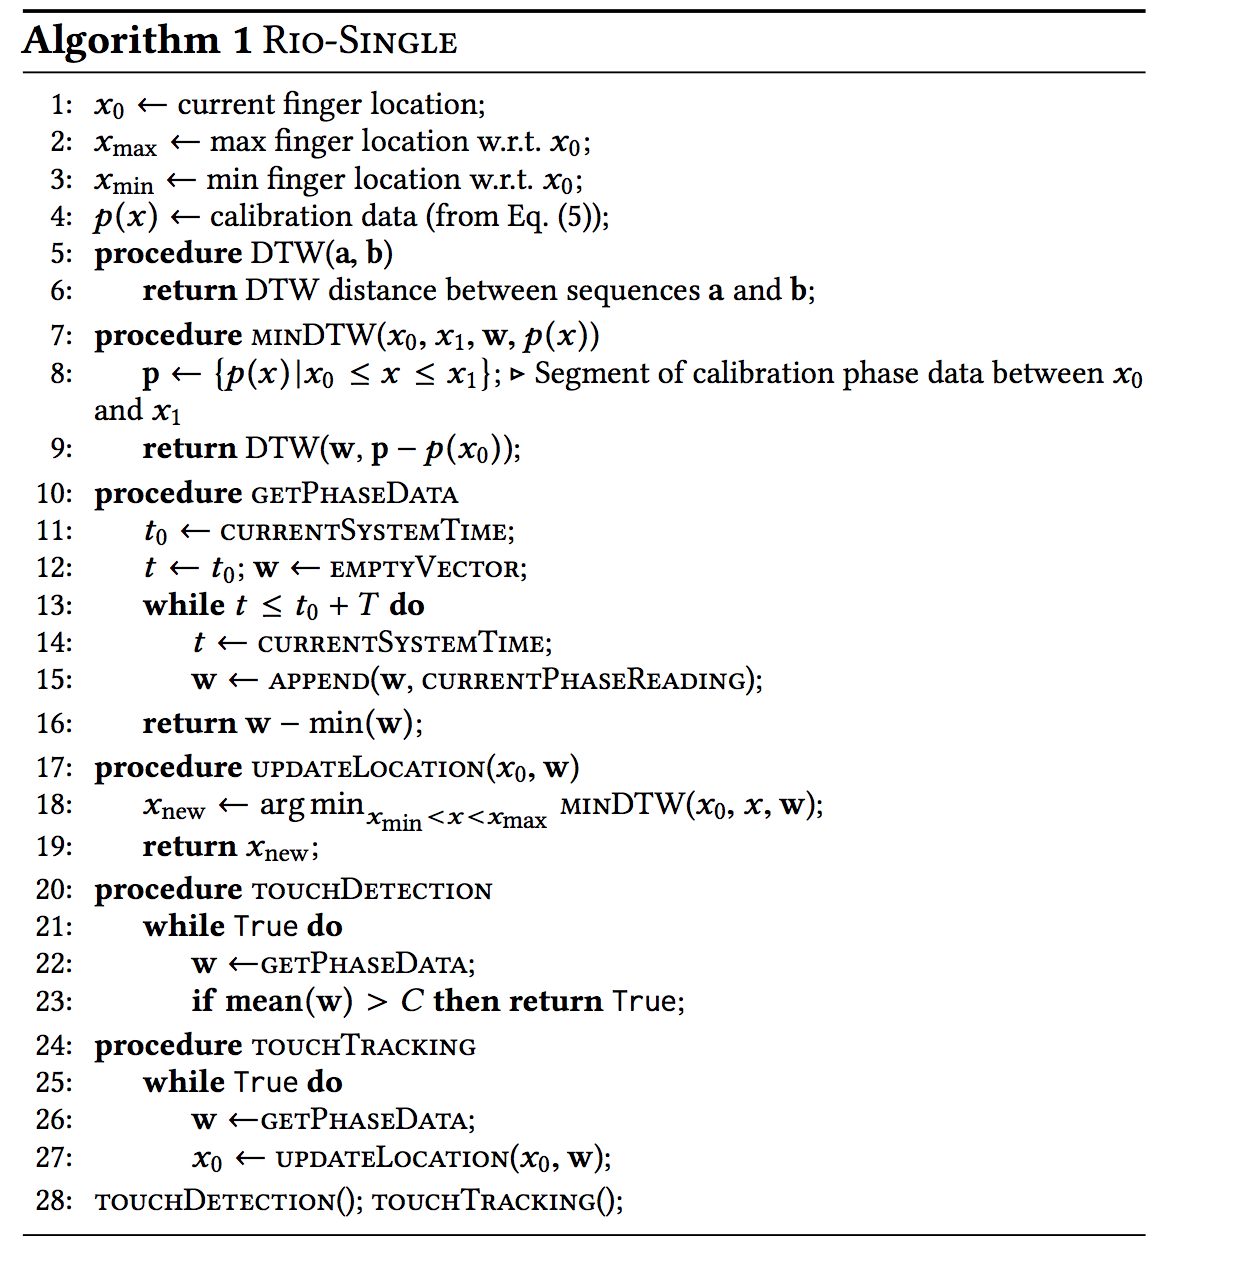 Algorithm 1 Rio-Single
1: x₀ ← current finger location;
2: xₘₐₓ ← max finger location w.r.t. x₀;
3: xₘᵢₙ ← min finger location w.r.t. x₀;
4: p(x) ← calibration data (from Eq. (5));
5: procedure DTW(a, b)
6: return DTW distance between sequences a and b;
7: procedure minDTW(x₀, x₁, w, p(x))
8: p ← {p(x)|x₀ ≤ x ≤ x₁}; ▷ Segment of calibration phase data between x₀
and x₁
9: return DTW(w, p − p(x₀));
10: procedure getPhaseData
11: t₀ ← currentSystemTime;
12: t ← t₀; w ← emptyVector;
13: while t ≤ t₀ + T do
14: t ← currentSystemTime;
15: w ← append(w, currentPhaseReading);
16: return w − min(w);
17: procedure updateLocation(x₀, w)
18: x_new ← arg min_{x_min<x<x_max} minDTW(x₀, x, w);
19: return x_new;
20: procedure touchDetection
21: while True do
22: w ←getPhaseData;
23: if mean(w) > C then return True;
24: procedure touchTracking
25: while True do
26: w ←getPhaseData;
27: x₀ ← updateLocation(x₀, w);
28: touchDetection(); touchTracking();